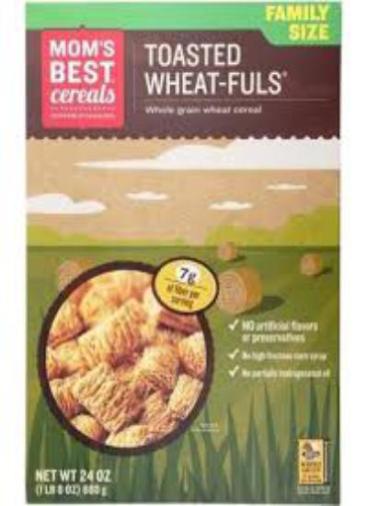 FAMILY
SIZE
MOM'S
BEST
cereals
TOASTED
WHEAT-FULS®
Whole grain wheat cereal
7g
of fiber per
serving
✓ NO artificial flavors
or preservatives
✓ No high fructose corn syrup
✓ No partially hydrogenated oil
NET WT 24 OZ
(1 LB 8 OZ) 680 g